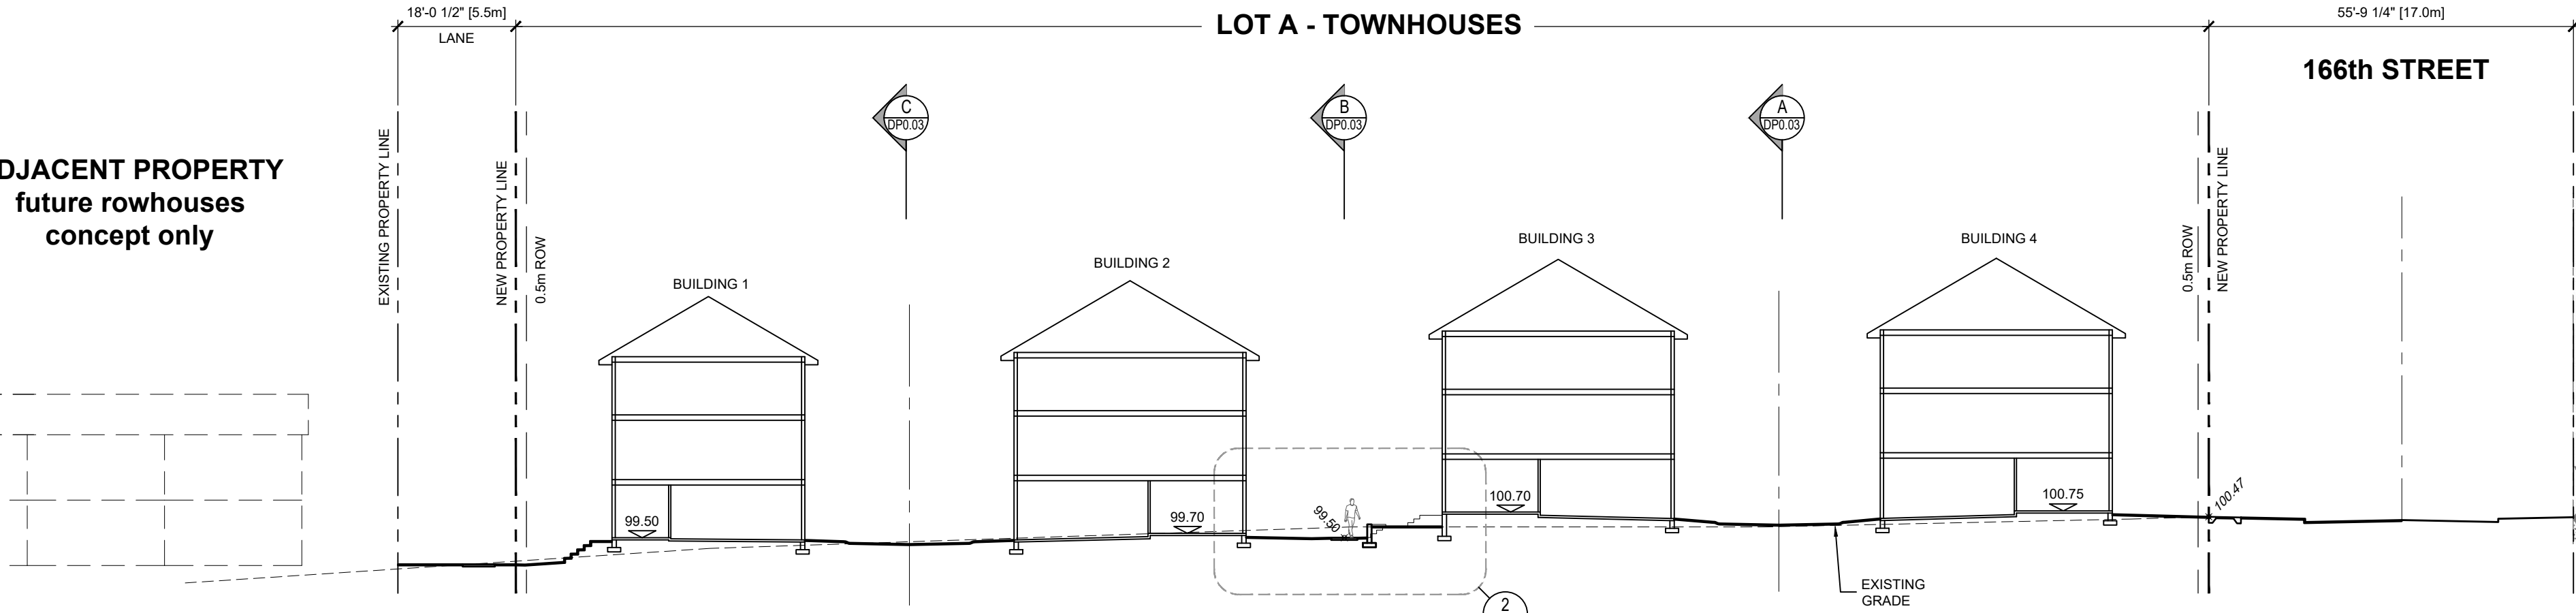 18'-0 1/2" [5.5m]
LANE
LOT A - TOWNHOUSES
55'-9 1/4" [17.0m]
166th STREET
DJACENT PROPERTY
future rowhouses
concept only
EXISTING PROPERTY LINE
NEW PROPERTY LINE
0.5m ROW
C
DP0.03
B
DP0.03
A
DP0.03
0.5m ROW
NEW PROPERTY LINE
BUILDING 1
BUILDING 2
BUILDING 3
BUILDING 4
99.50
99.70
99.50
100.70
100.75
100.47
EXISTING
GRADE
2